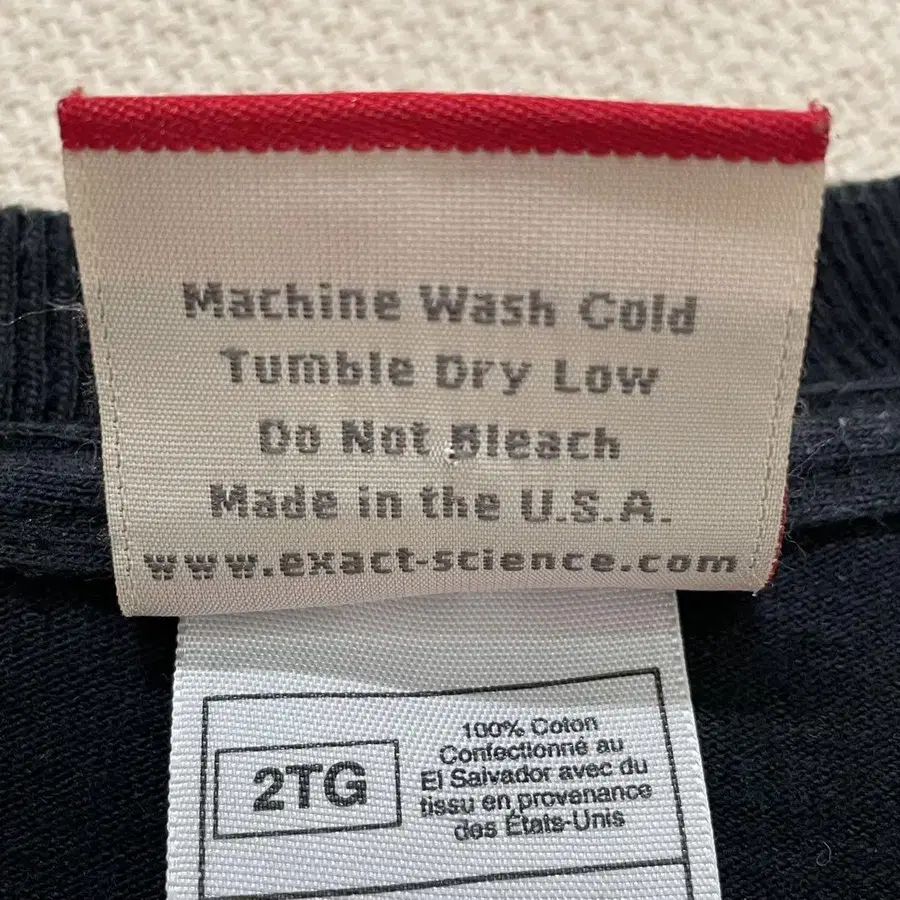 Machine Wash Cold
Tumble Dry Low
Do Not Bleach
Made in the U.S.A.
www.exact-science.com
2TG
100% Coton
Confectionné au
El Salvador avec du
tissu en provenance
des États-Unis